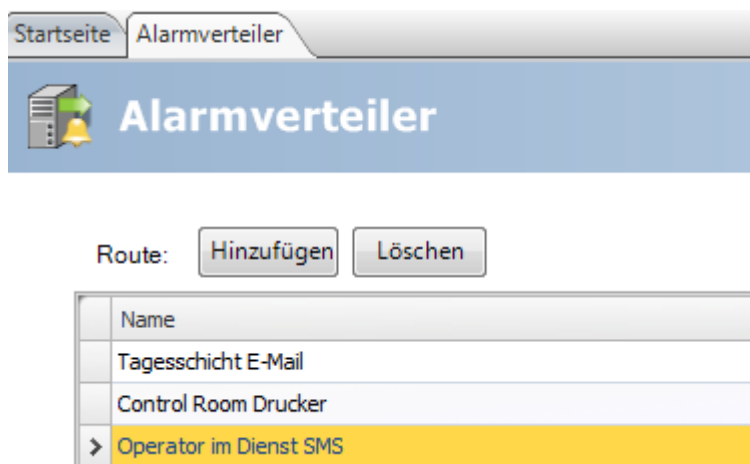 Startseite Alarmverteiler
Alarmverteiler
Route: Hinzufügen Löschen
Name
Tagesschicht E-Mail
Control Room Drucker
Operator im Dienst SMS